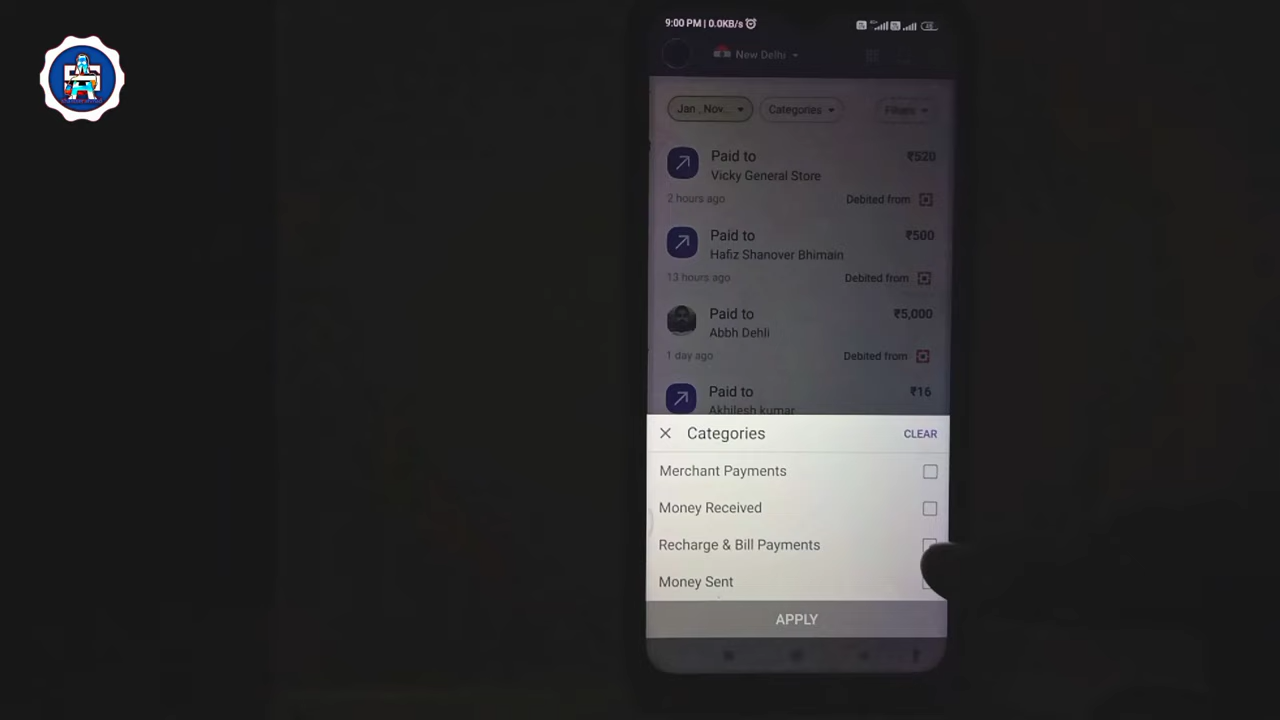 9:00 PM | 0.0KB/s
New Delhi
Jan , Nov...
Categories
Filters
Paid to
₹520
Vicky General Store
2 hours ago
Debited from
Paid to
₹500
Hafiz Shanover Bhimain
13 hours ago
Debited from
Paid to
₹5,000
Abbh Dehli
1 day ago
Debited from
Paid to
₹16
Akhilesh kumar
Categories
CLEAR
Merchant Payments
Money Received
Recharge & Bill Payments
Money Sent
APPLY